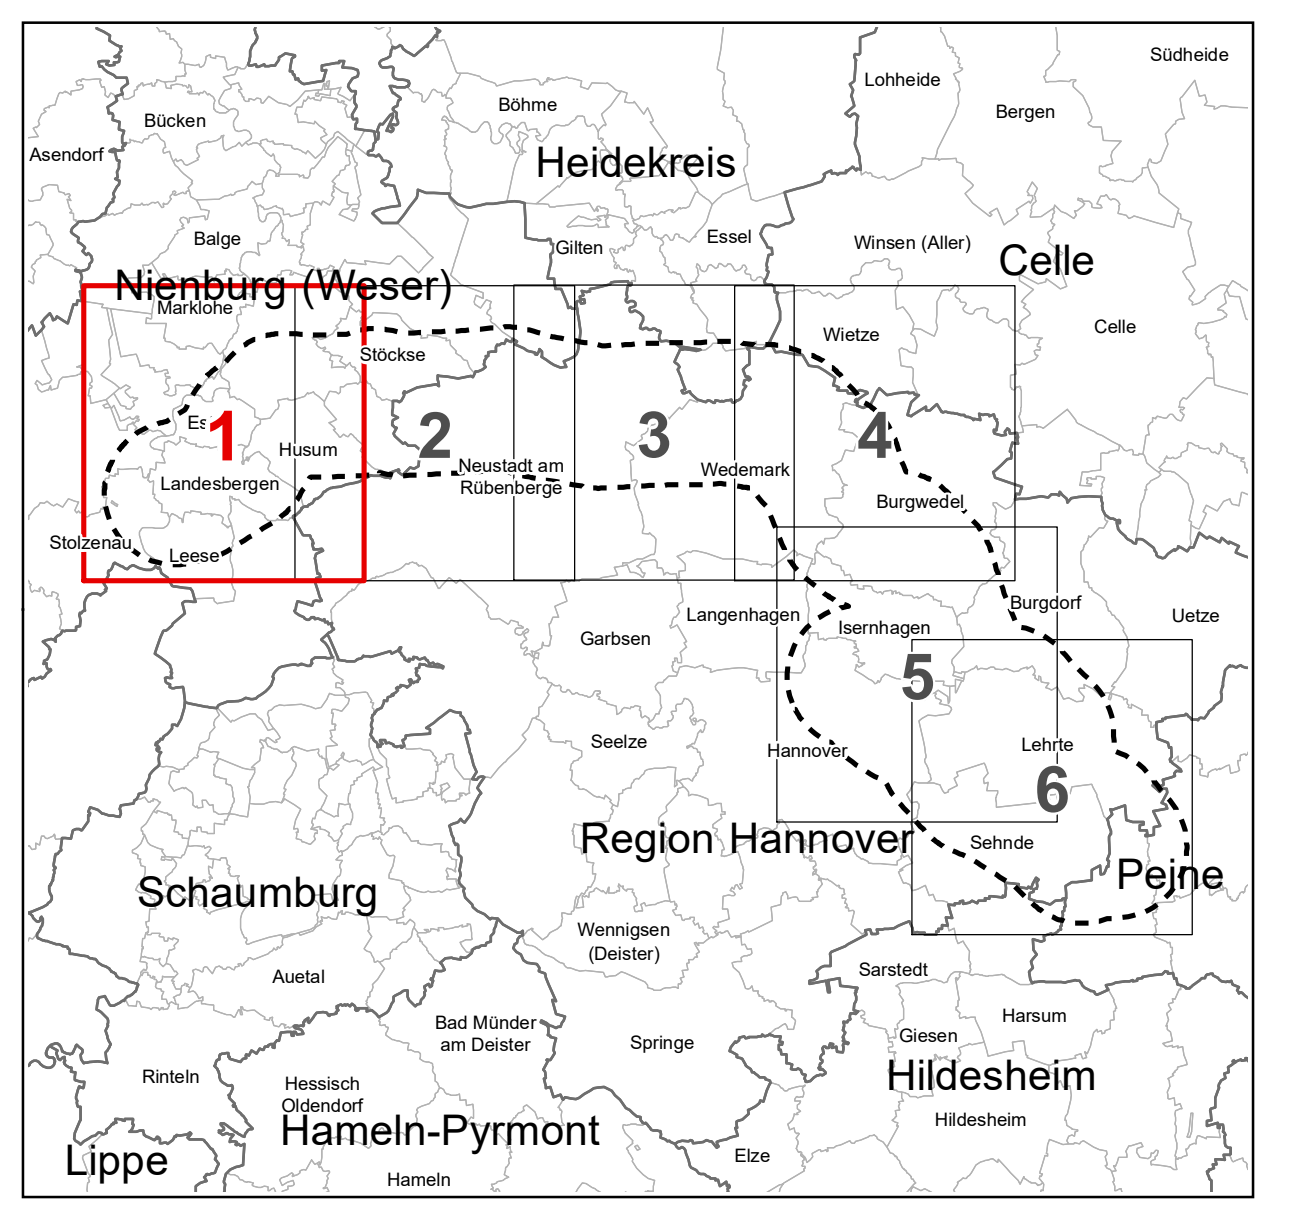 Südheide
Lohheide
Böhme
Bergen
Bücken
Asendorf
Heidekreis
Balge
Gilten
Essel
Winsen (Aller)
Celle
Nienburg (Weser)
Marklohe
Celle
Wietze
Stöckse
Es
1
2
3
4
Husum
Neustadt am
Rübenberge
Wedemark
Landesbergen
Burgwedel
Stolzenau
Leese
Burgdorf
Langenhagen
Uetze
Isernhagen
Garbsen
5
Seelze
Lehrte
Hannover
6
Region Hannover
Sehnde
Peine
Schaumburg
Wennigsen
(Deister)
Sarstedt
Auetal
Harsum
Bad Münder
am Deister
Giesen
Springe
Rinteln
Hildesheim
Hessisch
Oldendorf
Hildesheim
Hameln-Pyrmont
Elze
Lippe
Hameln